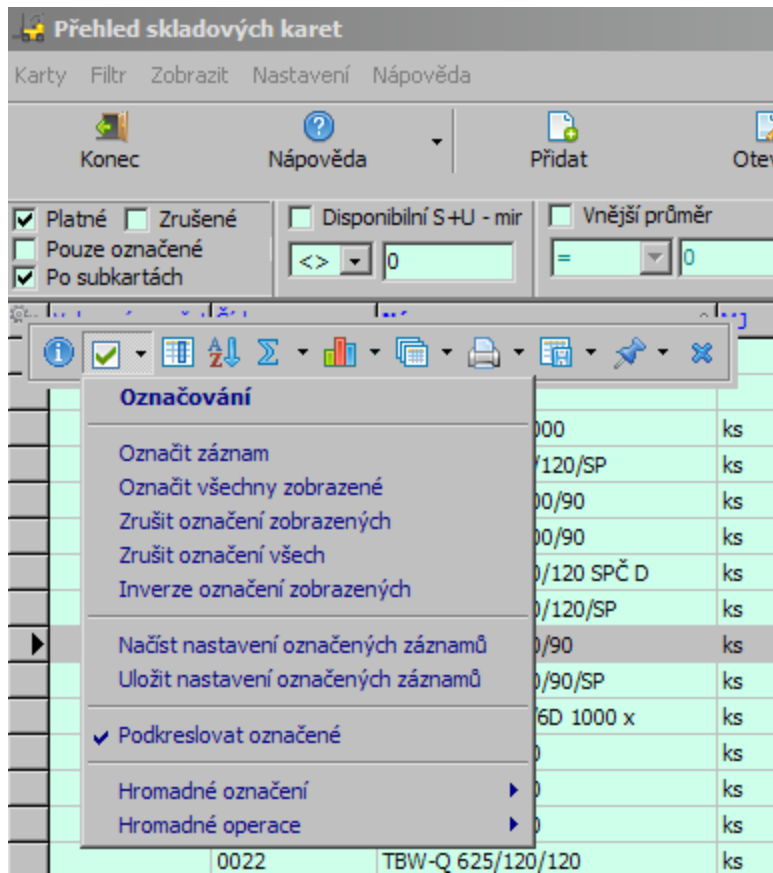 Přehled skladových karet
Karty Filtr Zobrazit Nastavení Nápověda
Konec Nápověda Přidat
Platné Zrušené Disponibilní S+U - mir Vnější průměr
Pouze označené
<> 0 = 0
Po subkartách
MJ
Označování
Označit záznam
Označit všechny zobrazené
Zrušit označení zobrazených
Zrušit označení všech
Inverze označení zobrazených
Načíst nastavení označených záznamů
Uložit nastavení označených záznamů
Podkreslovat označené
Hromadné označení
Hromadné operace
000 ks
/120/SP ks
00/90 ks
00/90 ks
0/120 SPČ D ks
0/120/SP ks
0/90 ks
0/90/SP ks
/6D 1000 x ks
ks
ks
ks
0022 TBW-Q 625/120/120 ks